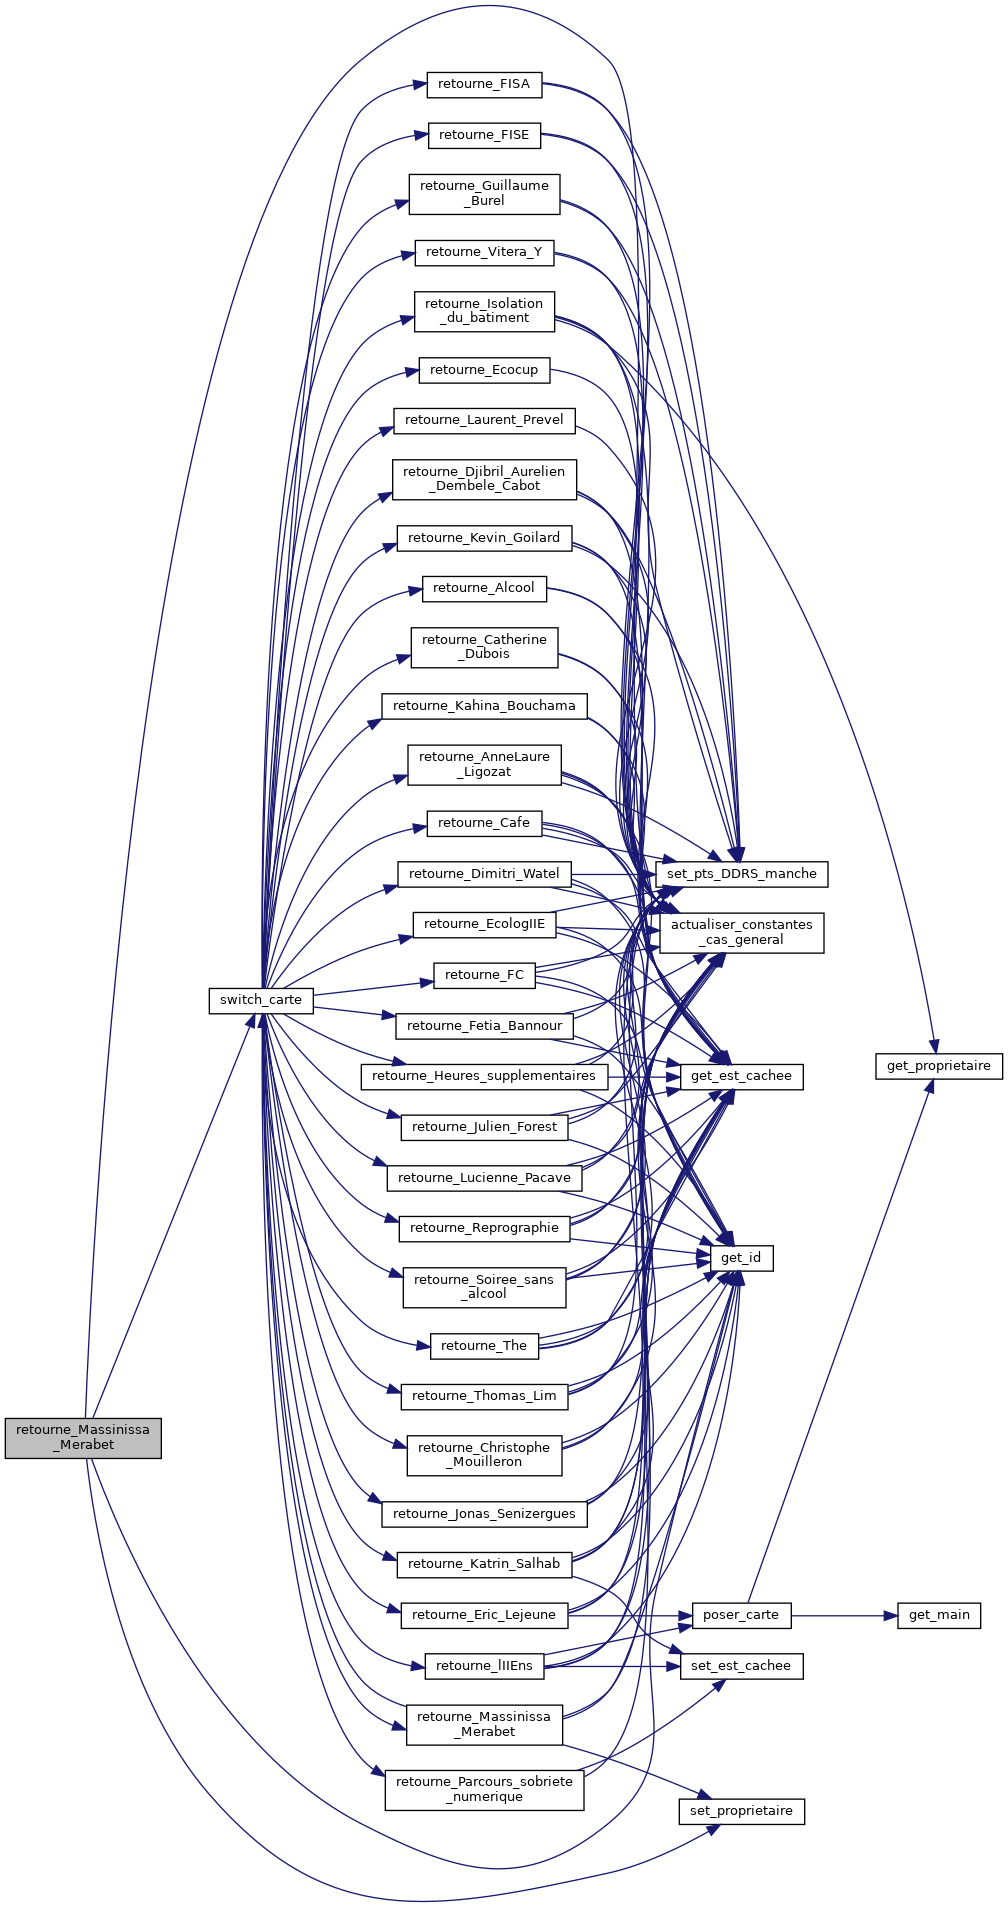 retourne_FISA
retourne_FISE
retourne_Guillaume
_Burel
retourne_Vitera_Y
retourne_Isolation
_du_batiment
retourne_Ecocup
retourne_Laurent_Prevel
retourne_Djibril_Aurelien
_Dembele_Cabot
retourne_Kevin_Goilard
retourne_Alcool
retourne_Catherine
_Dubois
retourne_Kahina_Bouchama
retourne_AnneLaure
_Ligozat
retourne_Cafe
retourne_Dimitri_Watel
set_pts_DDRS_manche
retourne_EcologIIE
actualiser_constantes
_cas_general
retourne_FC
switch_carte
retourne_Fetia_Bannour
get_proprietaire
retourne_Heures_supplementaires
get_est_cachee
retourne_Julien_Forest
retourne_Lucienne_Pacave
retourne_Reprographie
get_id
retourne_Soiree_sans
_alcool
retourne_The
retourne_Thomas_Lim
retourne_Massinissa
_Merabet
retourne_Christophe
_Mouilleron
retourne_Jonas_Senizergues
retourne_Katrin_Salhab
retourne_Eric_Lejeune
poser_carte
get_main
retourne_lIIEns
set_est_cachee
retourne_Massinissa
_Merabet
retourne_Parcours_sobriete
_numerique
set_proprietaire